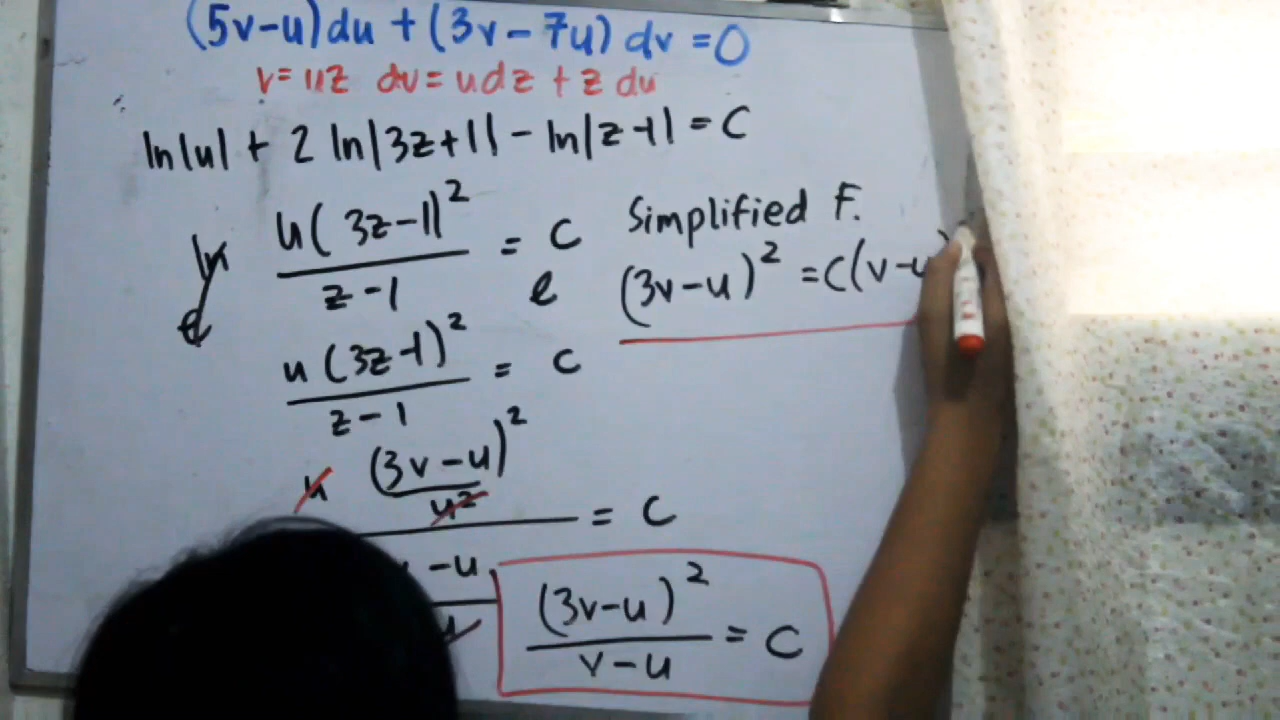 (5v-u)du + (3v-7u) dv = 0
v = uz dv = udz + z du
ln|u| + 2 ln|3z+1| - ln|z-1| = C
ln u(3z-1)² / z-1 = C
e e
Simplified F.
(3v-u)² = C(v-u)
u(3z-1)² / z-1 = C
u (3v-u)² / u² = C
-u
(3v-u)² / v-u = C